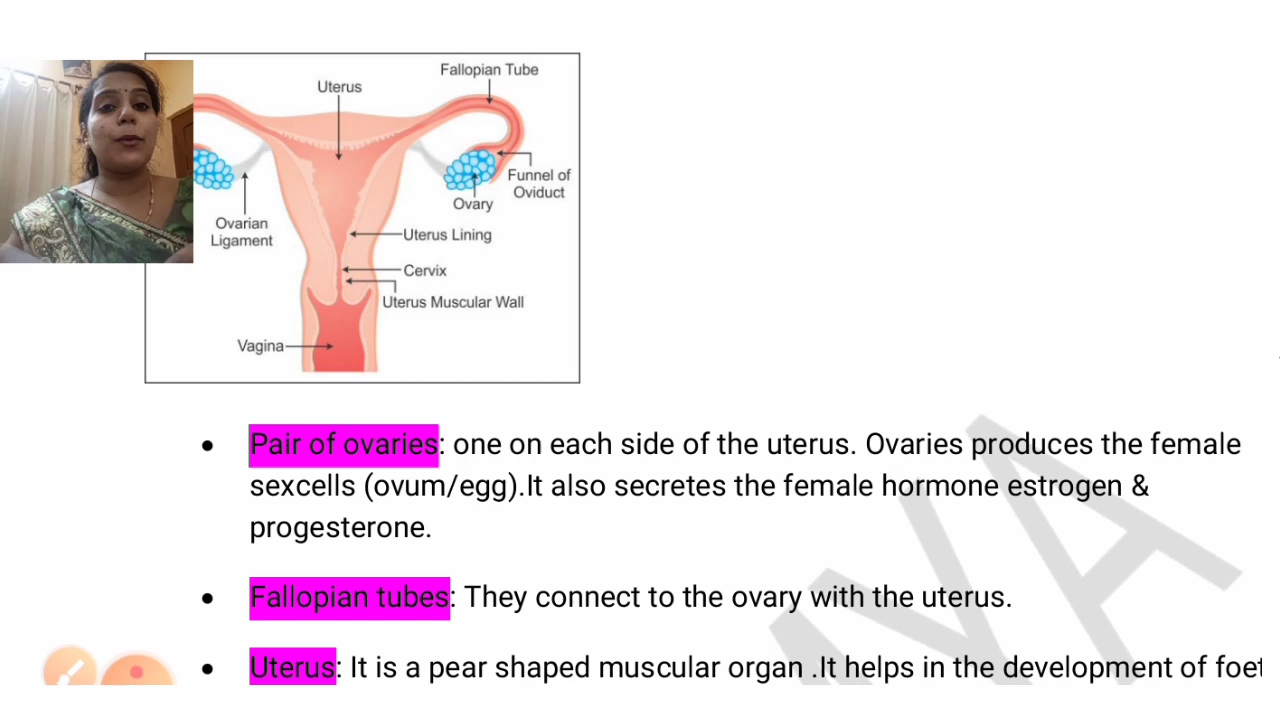 Fallopian Tube
Uterus
Funnel of
Oviduct
Ovary
Ovarian
Ligament
Uterus Lining
Cervix
Uterus Muscular Wall
Vagina
• Pair of ovaries: one on each side of the uterus. Ovaries produces the female
sexcells (ovum/egg).It also secretes the female hormone estrogen &
progesterone.
• Fallopian tubes: They connect to the ovary with the uterus.
• Uterus: It is a pear shaped muscular organ .It helps in the development of